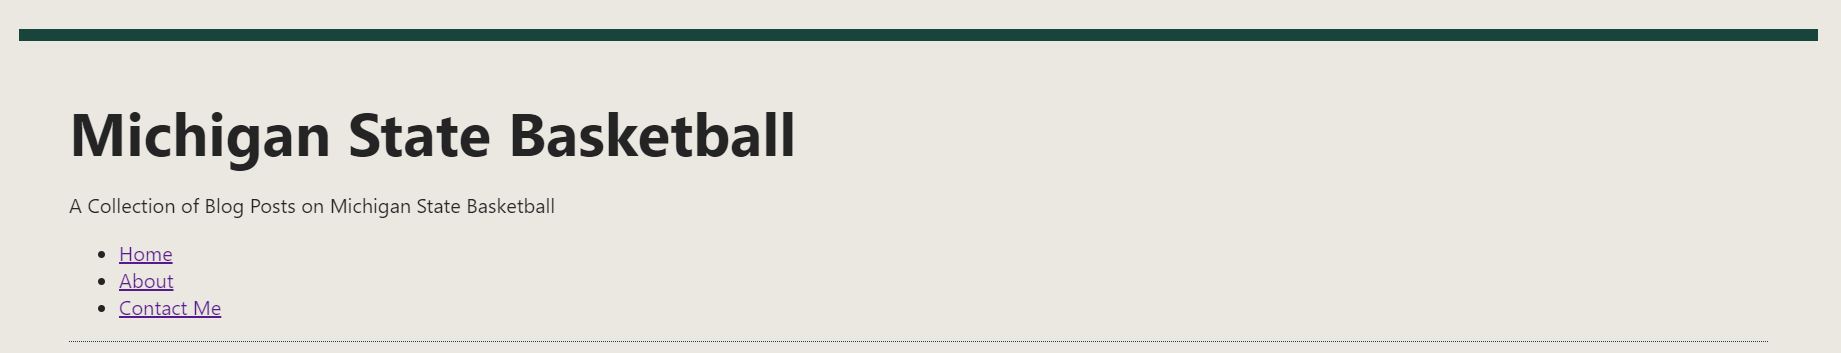 Michigan State Basketball
A Collection of Blog Posts on Michigan State Basketball
Home
About
Contact Me